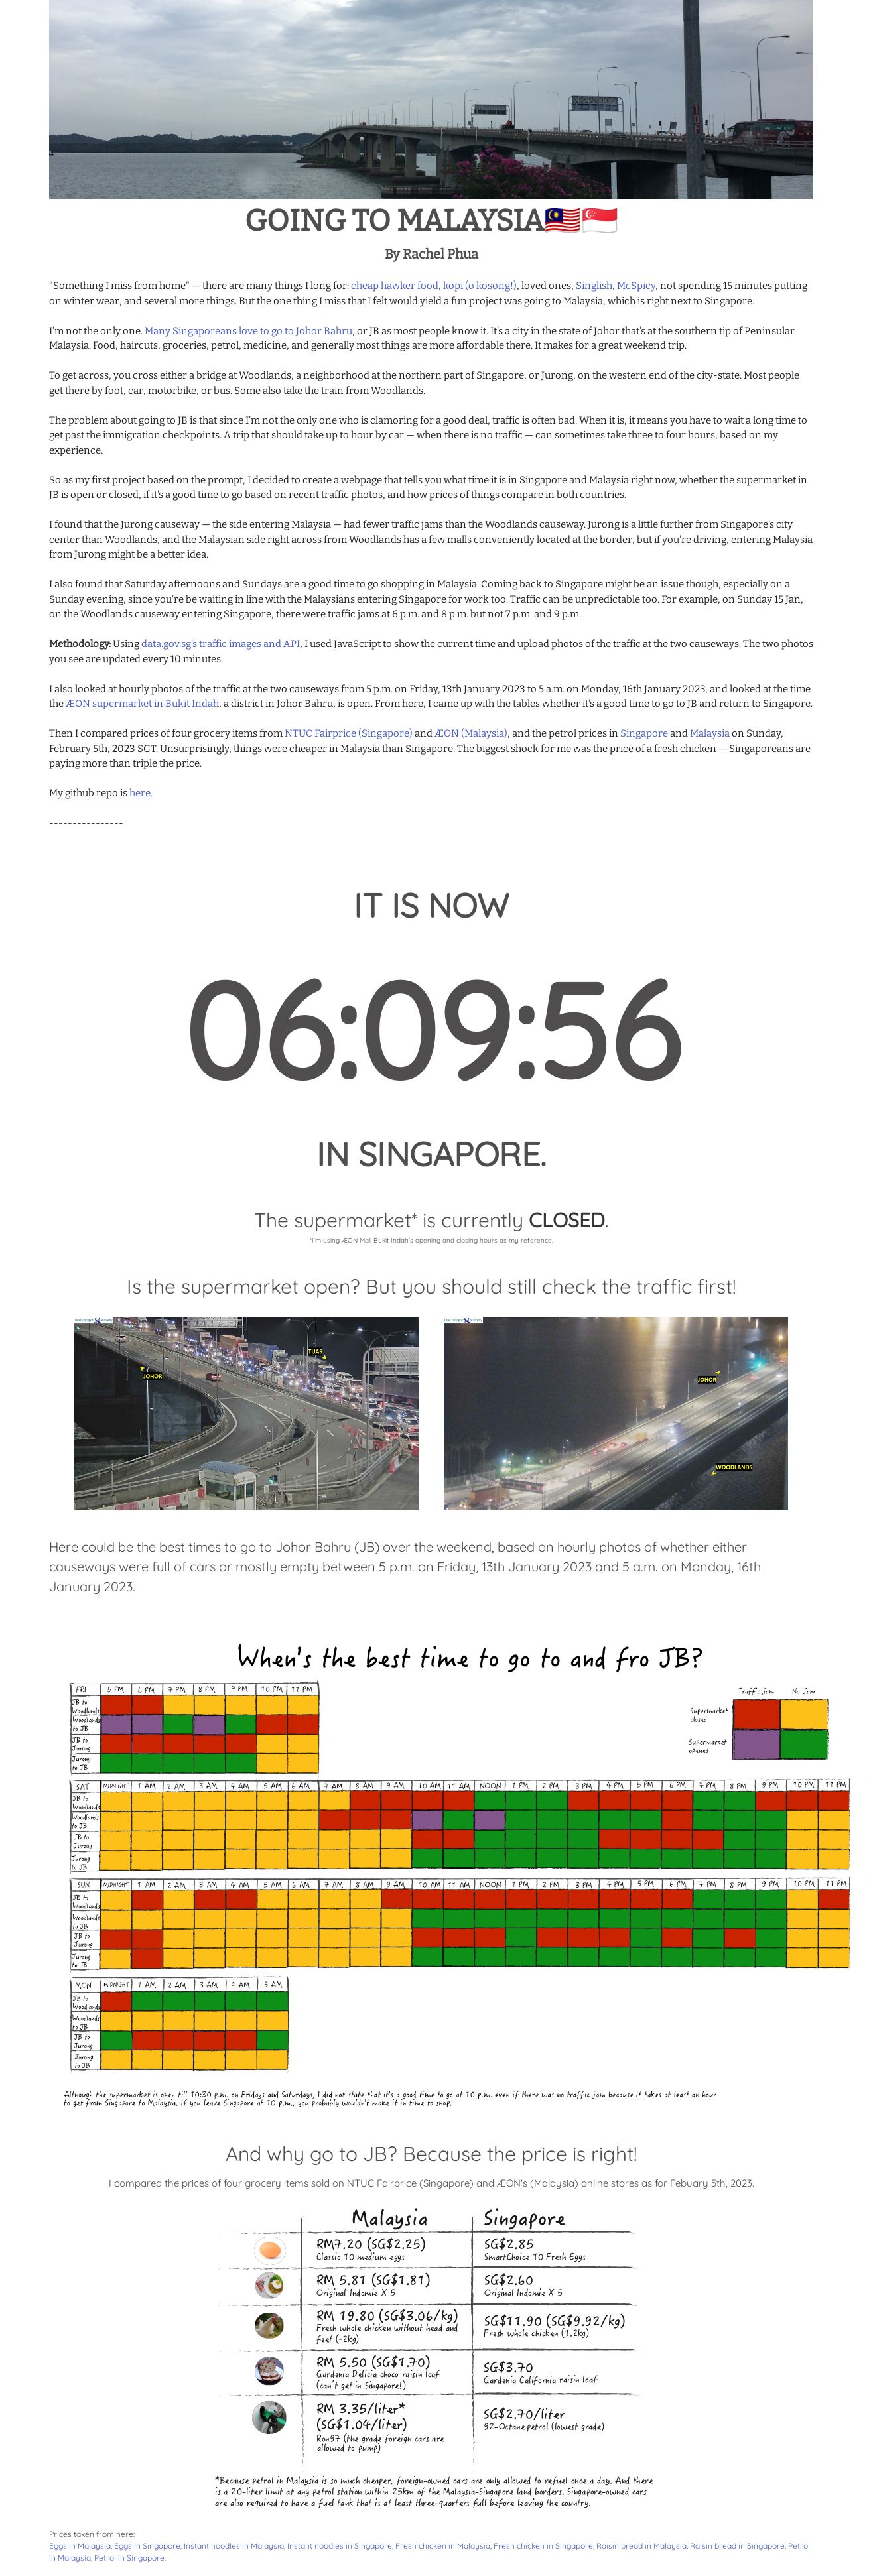 GOING TO MALAYSIA🇲🇾🇸🇬
By Rachel Phua
"Something I miss from home" — there are many things I long for: cheap hawker food, kopi (o kosong!), loved ones, Singlish, McSpicy, not spending 15 minutes putting
on winter wear, and several more things. But the one thing I miss that I felt would yield a fun project was going to Malaysia, which is right next to Singapore.
I'm not the only one. Many Singaporeans love to go to Johor Bahru, or JB as most people know it. It's a city in the state of Johor that's at the southern tip of Peninsular
Malaysia. Food, haircuts, groceries, petrol, medicine, and generally most things are more affordable there. It makes for a great weekend trip.
To get across, you cross either a bridge at Woodlands, a neighborhood at the northern part of Singapore, or Jurong, on the western end of the city-state. Most people
get there by foot, car, motorbike, or bus. Some also take the train from Woodlands.
The problem about going to JB is that since I'm not the only one who is clamoring for a good deal, traffic is often bad. When it is, it means you have to wait a long time to
get past the immigration checkpoints. A trip that should take up to hour by car — when there is no traffic — can sometimes take three to four hours, based on my
experience.
So as my first project based on the prompt, I decided to create a webpage that tells you what time it is in Singapore and Malaysia right now, whether the supermarket in
JB is open or closed, if it's a good time to go based on recent traffic photos, and how prices of things compare in both countries.
I found that the Jurong causeway — the side entering Malaysia — had fewer traffic jams than the Woodlands causeway. Jurong is a little further from Singapore's city
center than Woodlands, and the Malaysian side right across from Woodlands has a few malls conveniently located at the border, but if you're driving, entering Malaysia
from Jurong might be a better idea.
I also found that Saturday afternoons and Sundays are a good time to go shopping in Malaysia. Coming back to Singapore might be an issue though, especially on a
Sunday evening, since you're be waiting in line with the Malaysians entering Singapore for work too. Traffic can be unpredictable too. For example, on Sunday 15 Jan,
on the Woodlands causeway entering Singapore, there were traffic jams at 6 p.m. and 8 p.m. but not 7 p.m. and 9 p.m.
Methodology: Using data.gov.sg's traffic images and API, I used JavaScript to show the current time and upload photos of the traffic at the two causeways. The two photos
you see are updated every 10 minutes.
I also looked at hourly photos of the traffic at the two causeways from 5 p.m. on Friday, 13th January 2023 to 5 a.m. on Monday, 16th January 2023, and looked at the time
the ÆON supermarket in Bukit Indah, a district in Johor Bahru, is open. From here, I came up with the tables whether it's a good time to go to JB and return to Singapore.
Then I compared prices of four grocery items from NTUC Fairprice (Singapore) and ÆON (Malaysia), and the petrol prices in Singapore and Malaysia on Sunday,
February 5th, 2023 SGT. Unsurprisingly, things were cheaper in Malaysia than Singapore. The biggest shock for me was the price of a fresh chicken — Singaporeans are
paying more than triple the price.
My github repo is here.
----------------
IT IS NOW
06:09:56
IN SINGAPORE.
The supermarket* is currently CLOSED.
*I'm using ÆON Mall Bukit Indah's opening and closing hours as my reference.
Is the supermarket open? But you should still check the traffic first!
TUAS
JOHOR
JOHOR
WOODLANDS
Here could be the best times to go to Johor Bahru (JB) over the weekend, based on hourly photos of whether either
causeways were full of cars or mostly empty between 5 p.m. on Friday, 13th January 2023 and 5 a.m. on Monday, 16th
January 2023.
When's the best time to go to and fro JB?
Traffic jam No Jam
Supermarket closed
Supermarket opened
FRI 5 PM 6 PM 7 PM 8 PM 9 PM 10 PM 11 PM
JB to Woodlands
Woodlands to JB
JB to Jurong
Jurong to JB
SAT MIDNIGHT 1 AM 2 AM 3 AM 4 AM 5 AM 6 AM 7 AM 8 AM 9 AM 10 AM 11 AM NOON 1 PM 2 PM 3 PM 4 PM 5 PM 6 PM 7 PM 8 PM 9 PM 10 PM 11 PM
JB to Woodlands
Woodlands to JB
JB to Jurong
Jurong to JB
SUN MIDNIGHT 1 AM 2 AM 3 AM 4 AM 5 AM 6 AM 7 AM 8 AM 9 AM 10 AM 11 AM NOON 1 PM 2 PM 3 PM 4 PM 5 PM 6 PM 7 PM 8 PM 9 PM 10 PM 11 PM
JB to Woodlands
Woodlands to JB
JB to Jurong
Jurong to JB
MON MIDNIGHT 1 AM 2 AM 3 AM 4 AM 5 AM
JB to Woodlands
Woodlands to JB
JB to Jurong
Jurong to JB
Although the supermarket is open till 10:30 p.m. on Fridays and Saturdays, I did not state that it's a good time to go at 10 p.m. even if there was no traffic jam because it takes at least an hour
to get from Singapore to Malaysia. If you leave Singapore at 10 p.m., you probably wouldn't make it in time to shop.
And why go to JB? Because the price is right!
I compared the prices of four grocery items sold on NTUC Fairprice (Singapore) and ÆON's (Malaysia) online stores as for Febuary 5th, 2023.
Malaysia Singapore
RM7.20 (SG$2.25)
Classic 10 medium eggs
SG$2.85
SmartChoice 10 Fresh Eggs
RM 5.81 (SG$1.81)
Original Indomie X 5
SG$2.60
Original Indomie X 5
RM 19.80 (SG$3.06/kg)
Fresh whole chicken without head and
feet (~2kg)
SG$11.90 (SG$9.92/kg)
Fresh whole chicken (1.2kg)
RM 5.50 (SG$1.70)
Gardenia Delicia choco raisin loaf
(can't get in Singapore!)
SG$3.70
Gardenia California raisin loaf
RM 3.35/liter*
(SG$1.04/liter)
Ron97 (the grade foreign cars are
allowed to pump)
SG$2.70/liter
92-Octane petrol (lowest grade)
*Because petrol in Malaysia is so much cheaper, foreign-owned cars are only allowed to refuel once a day. And there
is a 20-liter limit at any petrol station within 25km of the Malaysia-Singapore land borders. Singapore-owned cars
are also required to have a fuel tank that is at least three-quarters full before leaving the country.
Prices taken from here:
Eggs in Malaysia, Eggs in Singapore, Instant noodles in Malaysia, Instant noodles in Singapore, Fresh chicken in Malaysia, Fresh chicken in Singapore, Raisin bread in Malaysia, Raisin bread in Singapore, Petrol
in Malaysia, Petrol in Singapore.